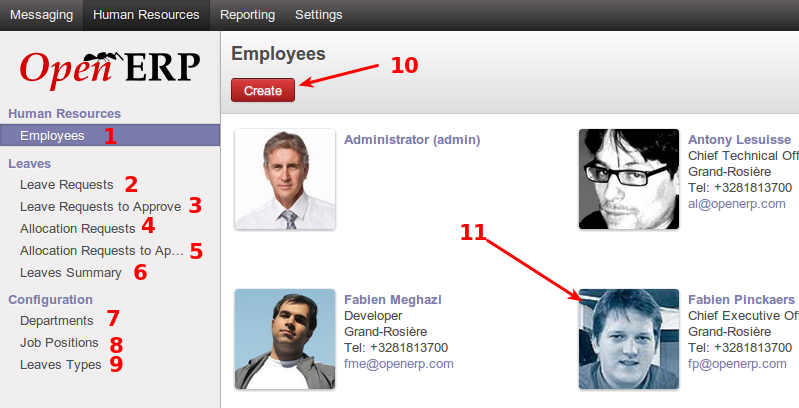 Messaging Human Resources Reporting Settings
Open ERP
Human Resources
Employees 1
Leaves
Leave Requests 2
Leave Requests to Approve 3
Allocation Requests 4
Allocation Requests to Ap... 5
Leaves Summary 6
Configuration
Departments 7
Job Positions 8
Leaves Types 9
Employees
Create 10
Administrator (admin)
Antony Lesuisse
Chief Technical Off
Grand-Rosière
Tel: +3281813700
al@openerp.com
11
Fabien Meghazi
Developer
Grand-Rosière
Tel: +3281813700
fme@openerp.com
Fabien Pinckaers
Chief Executive Off
Grand-Rosière
Tel: +3281813700
fp@openerp.com